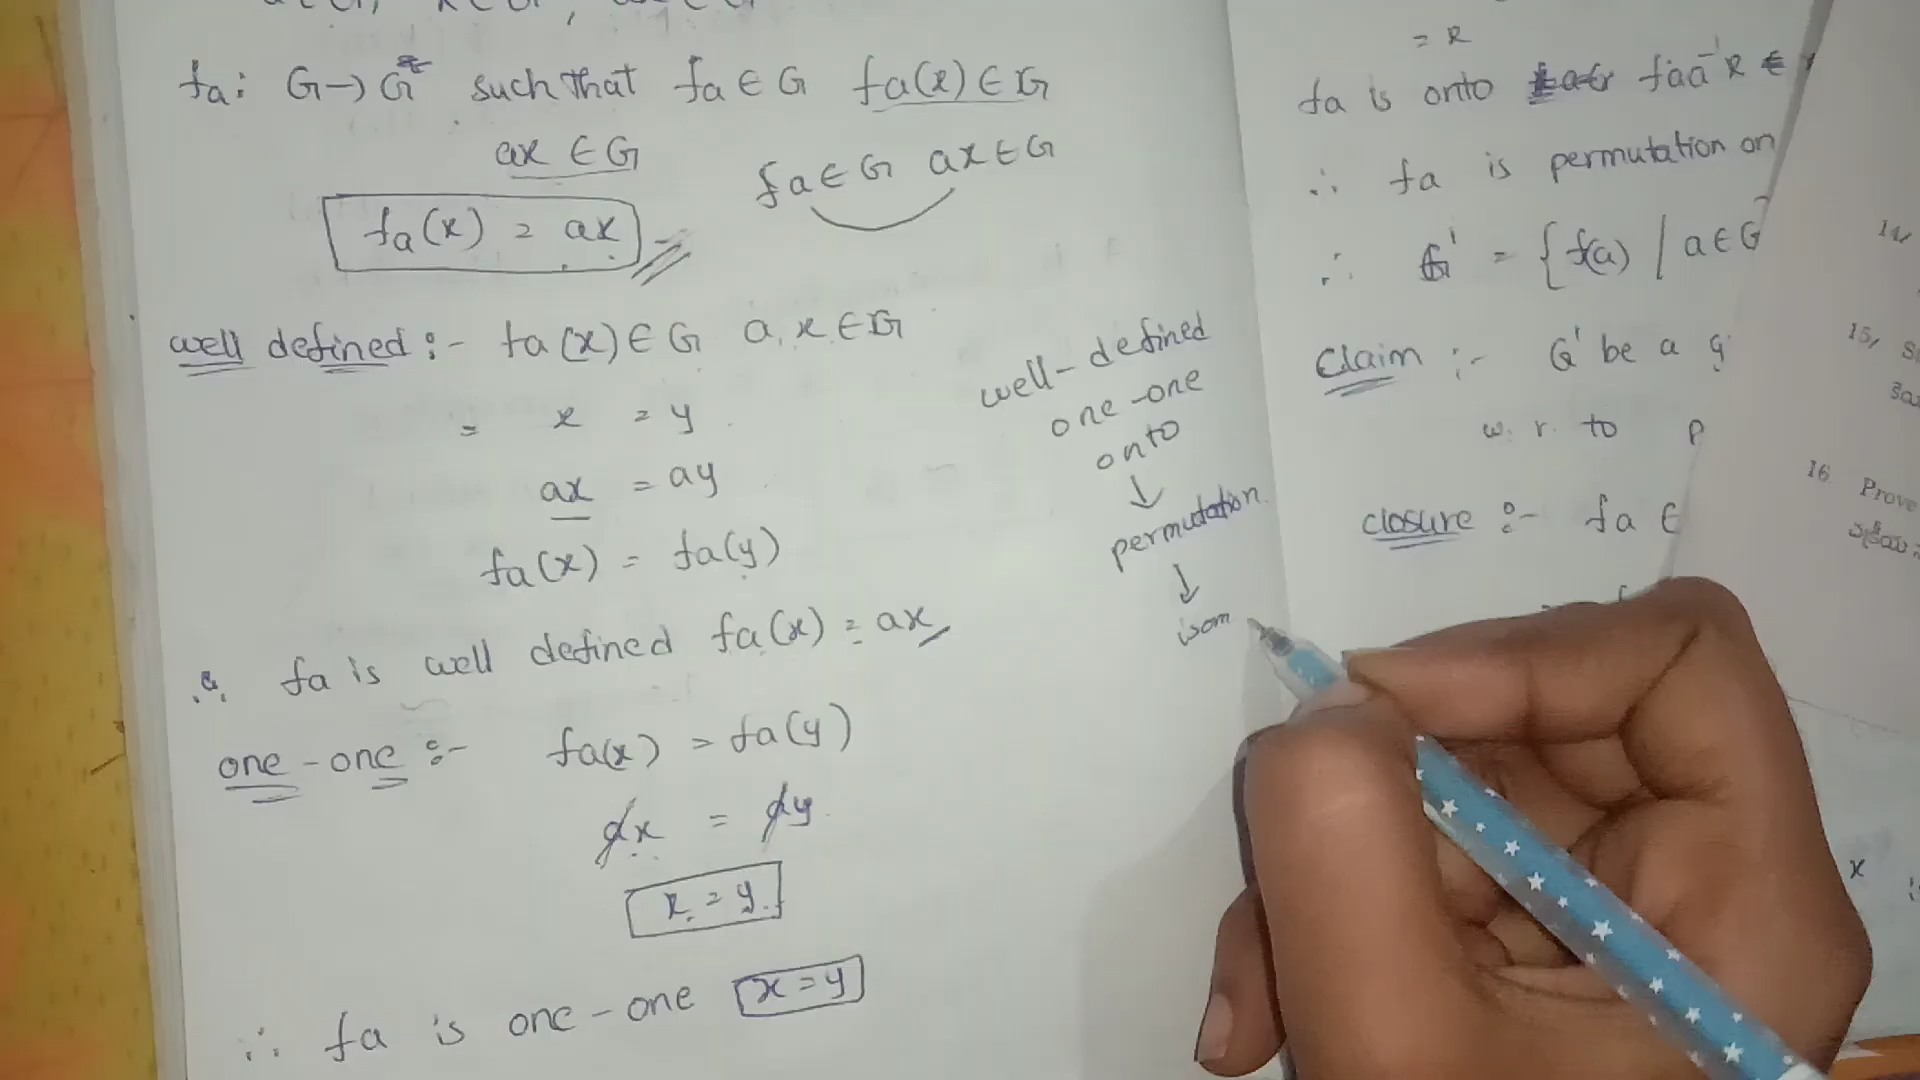 fa: G→G such that fa ∈ G fa(x) ∈ G
ax ∈ G
fa ∈ G ax ∈ G
fa(x) = ax
well defined :- fa(x) ∈ G a, x ∈ G
= x = y
ax = ay
fa(x) = fa(y)
∴ fa is well defined fa(x) = ax
one-one :- fa(x) = fa(y)
ax = ay
x = y
∴ fa is one-one x = y
well-defined
one-one
onto
↓
permutation
↓
isom
= x
fa is onto
∴ fa is permutation on
∴ G' = {f(a) / a ∈ G
Claim :- G' be a g
w. r. to p
closure :- fa ∈
14,
15,
16 Prove
x